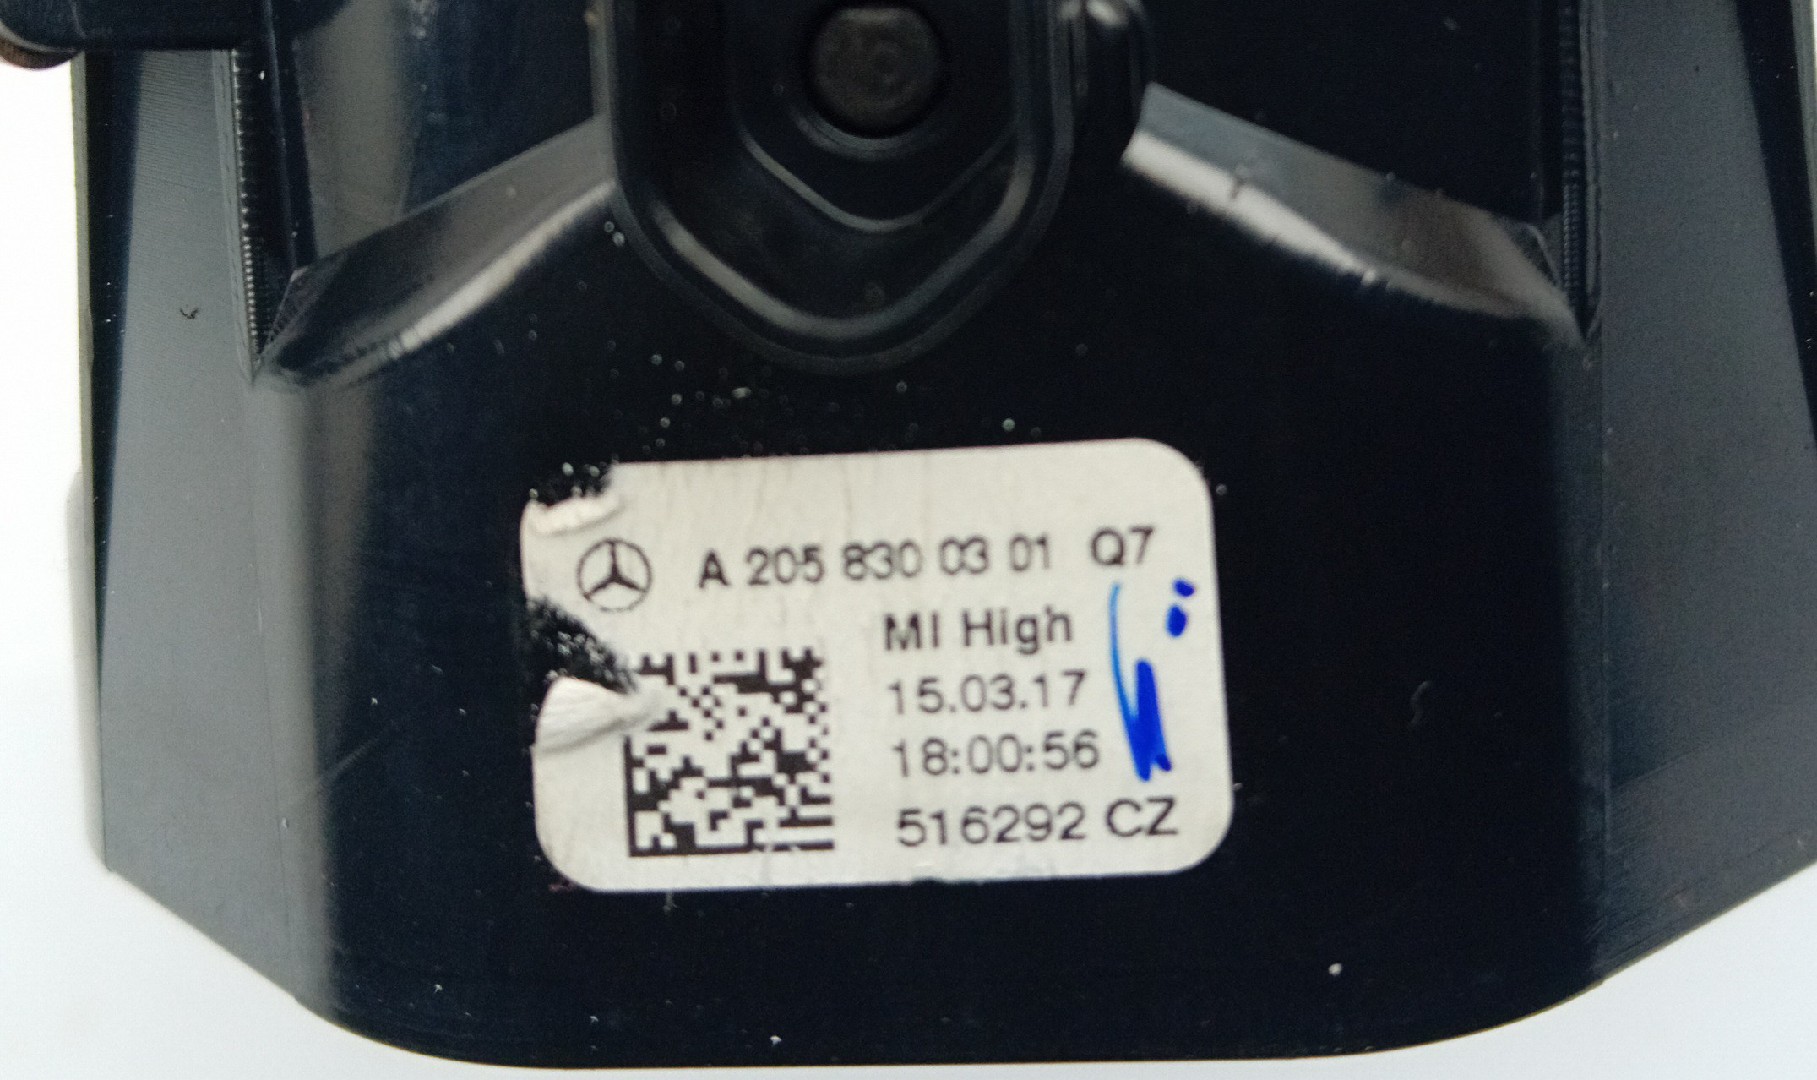 A 205 830 03 01 Q7
MI High
15.03.17
18:00:56
516292 CZ